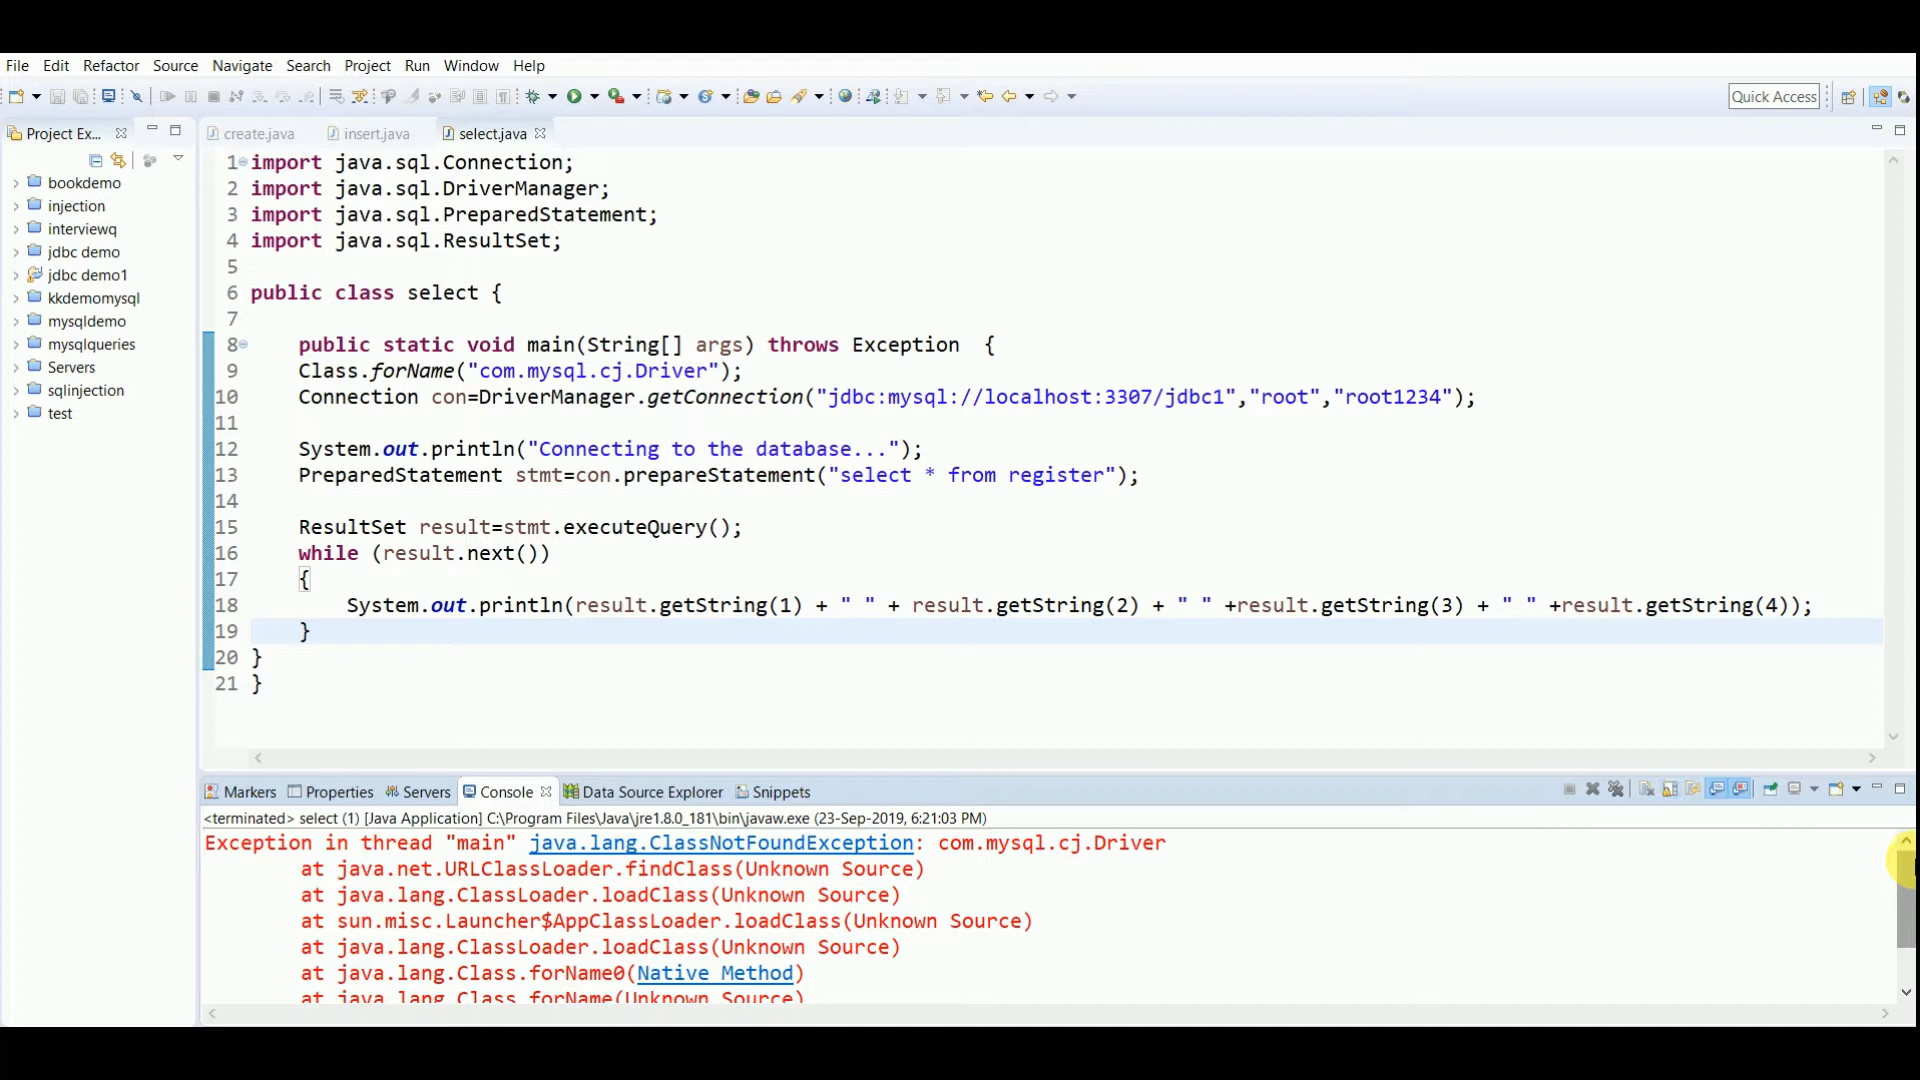 File Edit Refactor Source Navigate Search Project Run Window Help
Quick Access
Project Ex...
create.java insert.java select.java
bookdemo
injection
interviewq
jdbc demo
jdbc demo1
kkdemomysql
mysqldemo
mysqlqueries
Servers
sqlinjection
test
1 import java.sql.Connection;
2 import java.sql.DriverManager;
3 import java.sql.PreparedStatement;
4 import java.sql.ResultSet;
5
6 public class select {
7
8 public static void main(String[] args) throws Exception {
9 Class.forName("com.mysql.cj.Driver");
10 Connection con=DriverManager.getConnection("jdbc:mysql://localhost:3307/jdbc1","root","root1234");
11
12 System.out.println("Connecting to the database...");
13 PreparedStatement stmt=con.prepareStatement("select * from register");
14
15 ResultSet result=stmt.executeQuery();
16 while (result.next())
17 {
18 System.out.println(result.getString(1) + " " + result.getString(2) + " " +result.getString(3) + " " +result.getString(4));
19 }
20 }
21 }
Markers Properties Servers Console Data Source Explorer Snippets
<terminated> select (1) [Java Application] C:\Program Files\Java\jre1.8.0_181\bin\javaw.exe (23-Sep-2019, 6:21:03 PM)
Exception in thread "main" java.lang.ClassNotFoundException: com.mysql.cj.Driver
at java.net.URLClassLoader.findClass(Unknown Source)
at java.lang.ClassLoader.loadClass(Unknown Source)
at sun.misc.Launcher$AppClassLoader.loadClass(Unknown Source)
at java.lang.ClassLoader.loadClass(Unknown Source)
at java.lang.Class.forName0(Native Method)
at java.lang.Class.forName(Unknown Source)